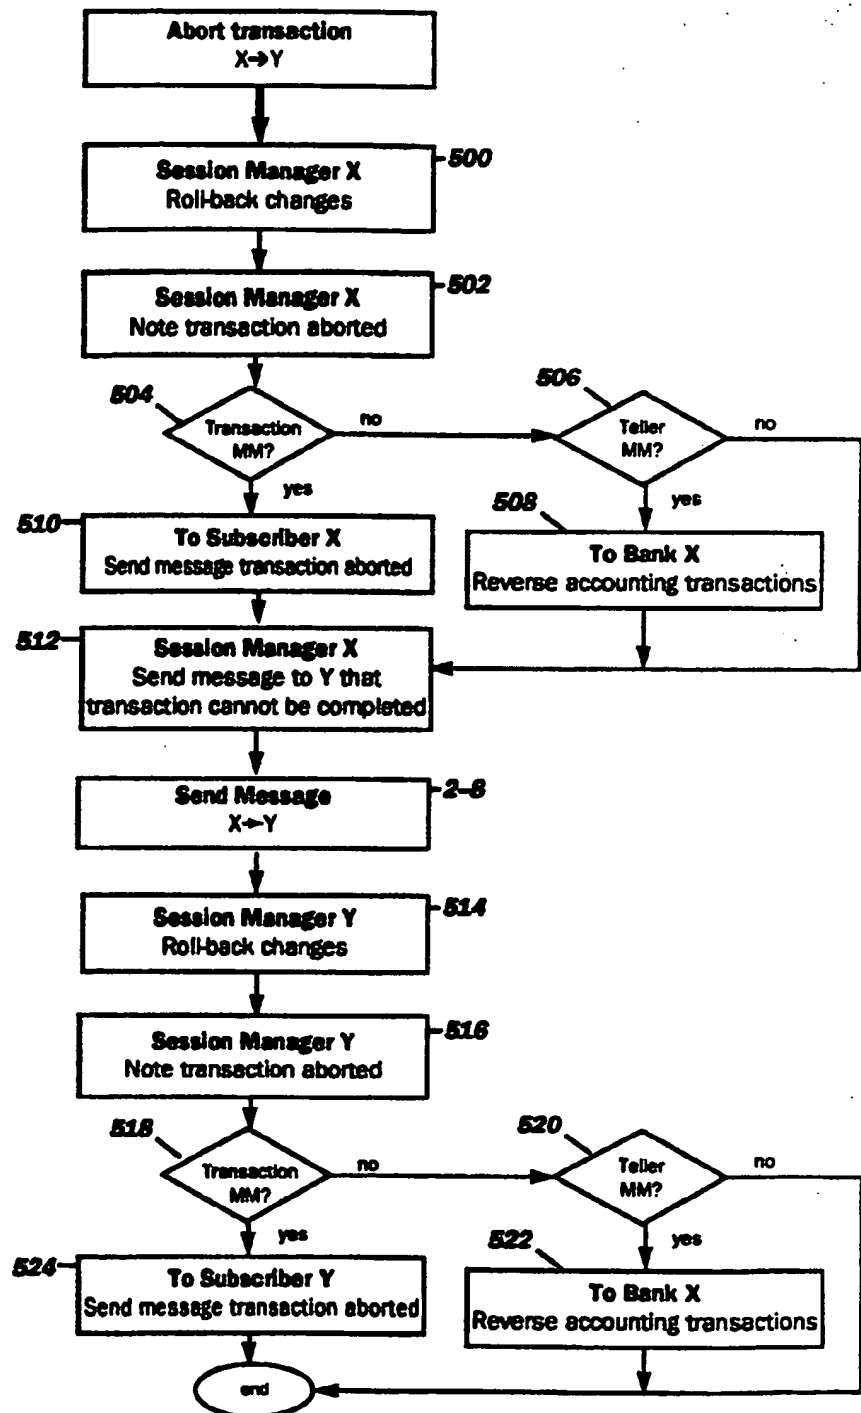 Abort transaction
X→Y
Session Manager X
Roll-back changes
500
Session Manager X
Note transaction aborted
502
504
Transaction
MM?
no
yes
506
Teller
MM?
no
yes
508
To Bank X
Reverse accounting transactions
510
To Subscriber X
Send message transaction aborted
512
Session Manager X
Send message to Y that
transaction cannot be completed
Send Message
X→Y
2-8
Session Manager Y
Roll-back changes
514
Session Manager Y
Note transaction aborted
516
518
Transaction
MM?
no
yes
520
Teller
MM?
no
yes
522
To Bank X
Reverse accounting transactions
524
To Subscriber Y
Send message transaction aborted
end